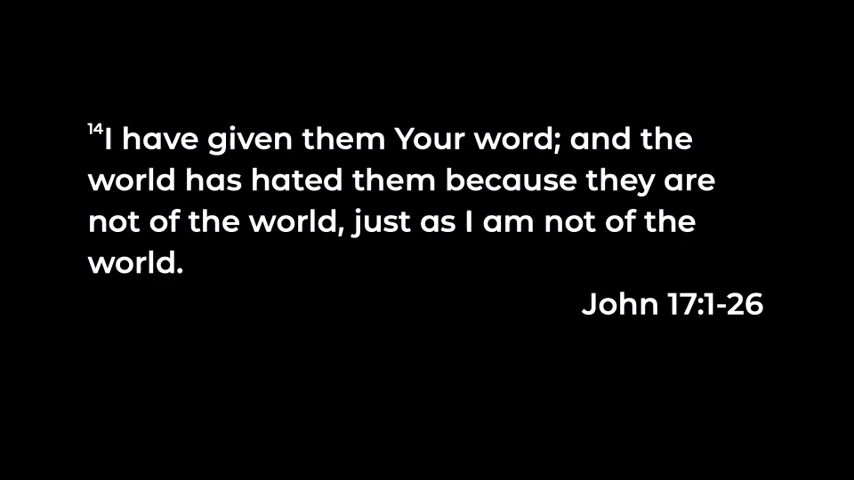 14I have given them Your word; and the
world has hated them because they are
not of the world, just as I am not of the
world.
John 17:1-26